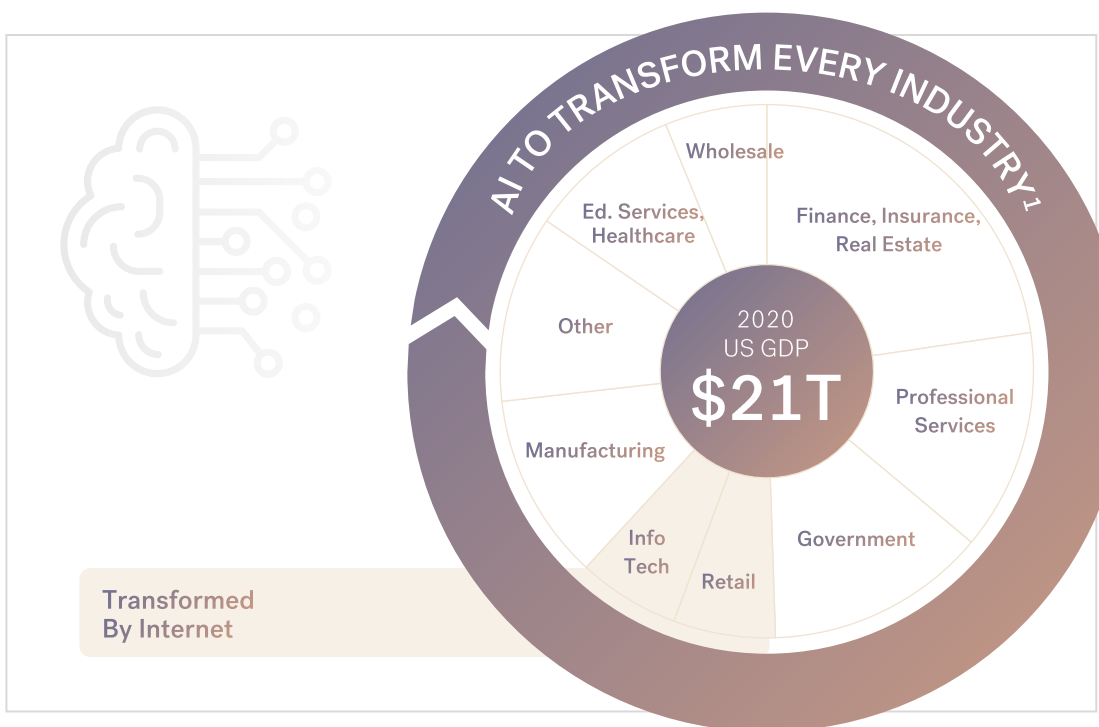 AI TO TRANSFORM EVERY INDUSTRY1
Wholesale
Finance, Insurance,
Real Estate
Ed. Services,
Healthcare
Other
2020
US GDP
$21T
Professional
Services
Manufacturing
Info
Tech
Retail
Government
Transformed
By Internet